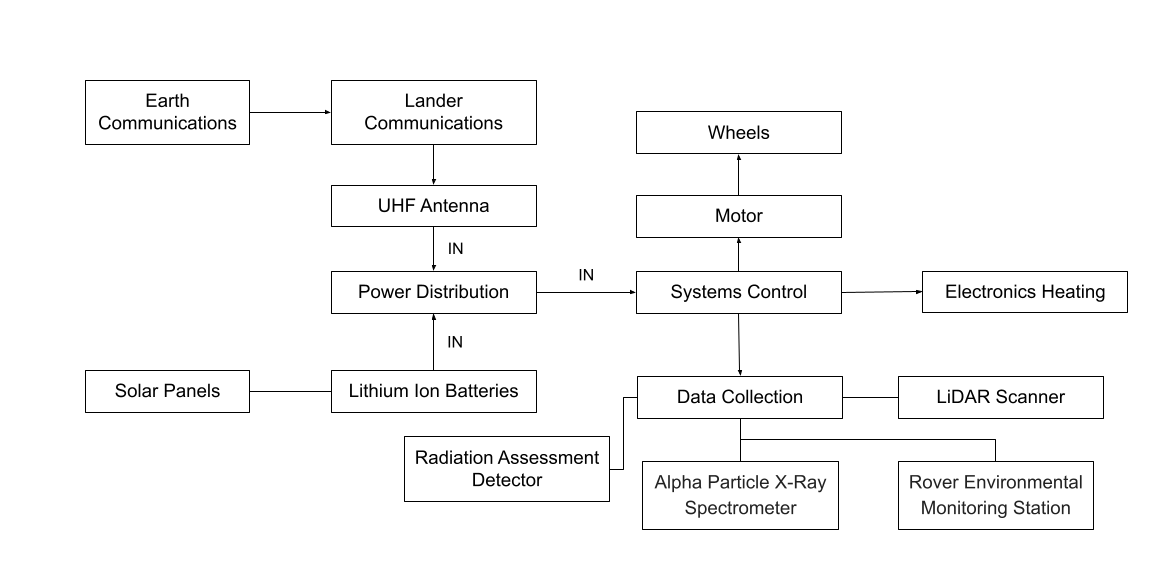 Earth
Communications
Lander
Communications
Wheels
UHF Antenna
Motor
IN
IN
Power Distribution
Systems Control
Electronics Heating
IN
Solar Panels
Lithium Ion Batteries
Data Collection
LiDAR Scanner
Radiation Assessment
Detector
Alpha Particle X-Ray
Spectrometer
Rover Environmental
Monitoring Station